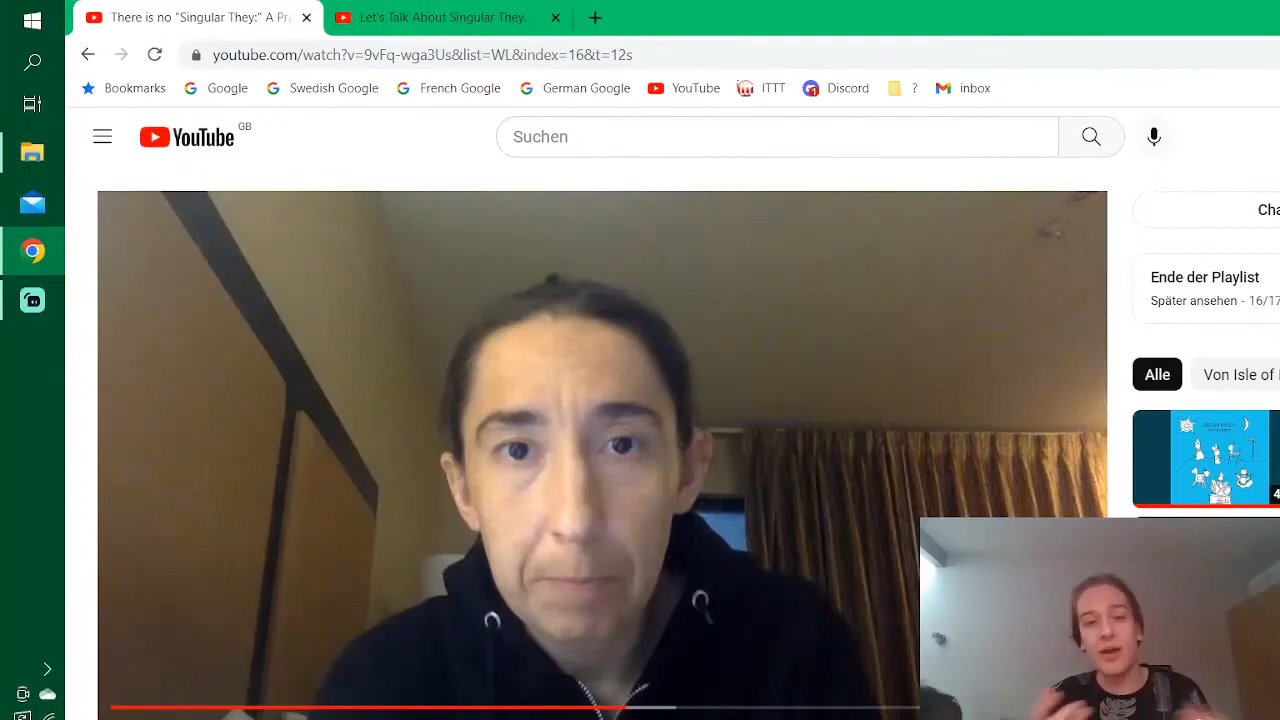 There is no "Singular They:" A Pr
Let's Talk About Singular They. -
youtube.com/watch?v=9vFq-wga3Us&list=WL&index=16&t=12s
Bookmarks Google Swedish Google French Google German Google YouTube ITTT Discord ? inbox
YouTube GB
Suchen
Cha
Ende der Playlist
Später ansehen - 16/17
Alle Von Isle of
4